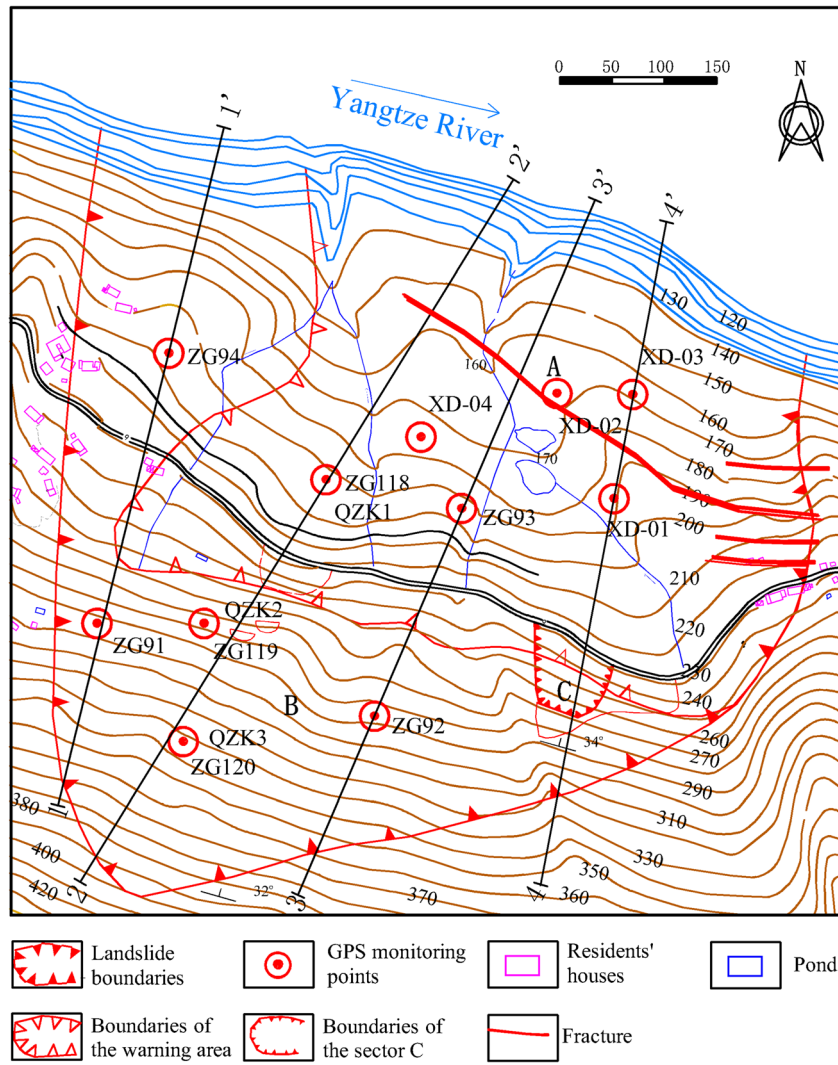 0 50 100 150
N
1'
Yangtze River
2'
3'
4'
130
120
140
150
160
170
180
190
200
210
220
230
240
260
270
290
310
330
350
360
370
380
400
420
160
170
A
XD-03
ZG94
XD-04
XD-02
ZG118
QZK1
ZG93
XD-01
QZK2
ZG91
ZG119
B
C
ZG92
QZK3
ZG120
34°
32°
1
2
3
4
Landslide
boundaries
GPS monitoring
points
Residents'
houses
Pond
Boundaries of
the warning area
Boundaries of
the sector C
Fracture